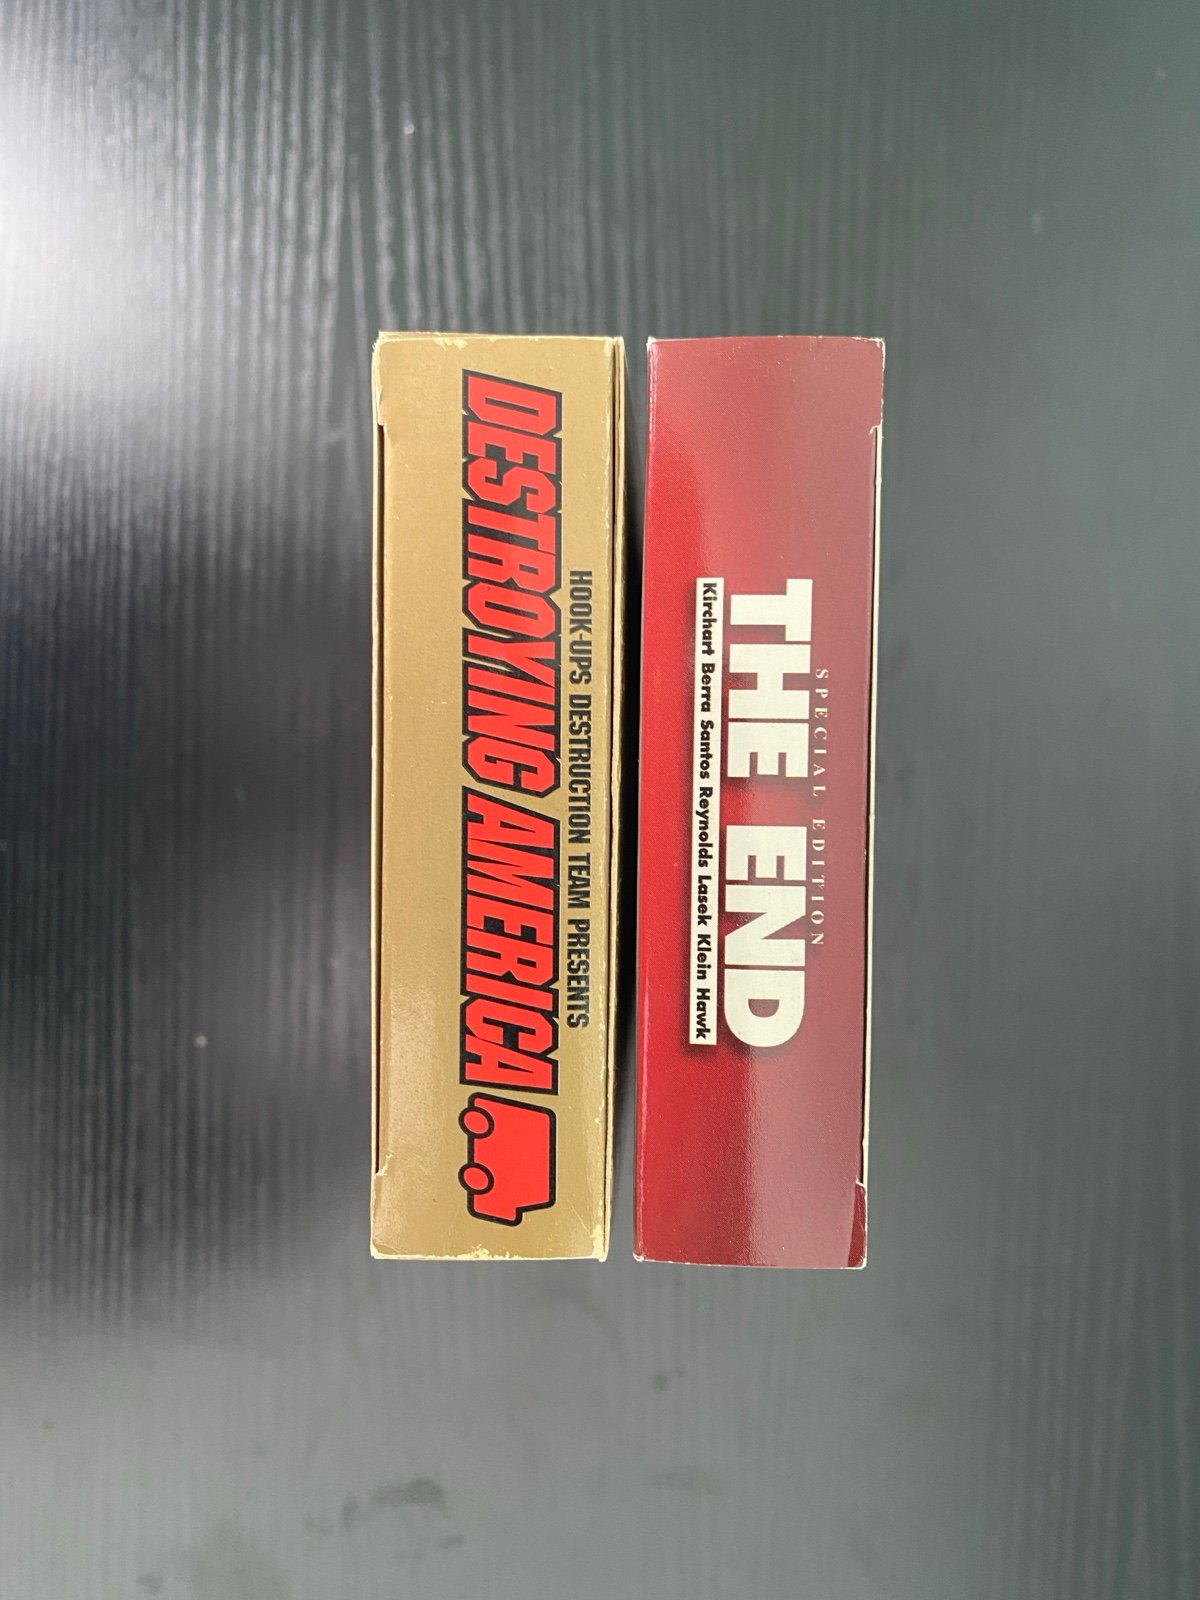 HOOK-UPS DESTRUCTION TEAM PRESENTS
DESTROYING AMERICA
SPECIAL EDITION
THE END
Kirchart Berra Santos Reynolds Lasek Klein Hawk